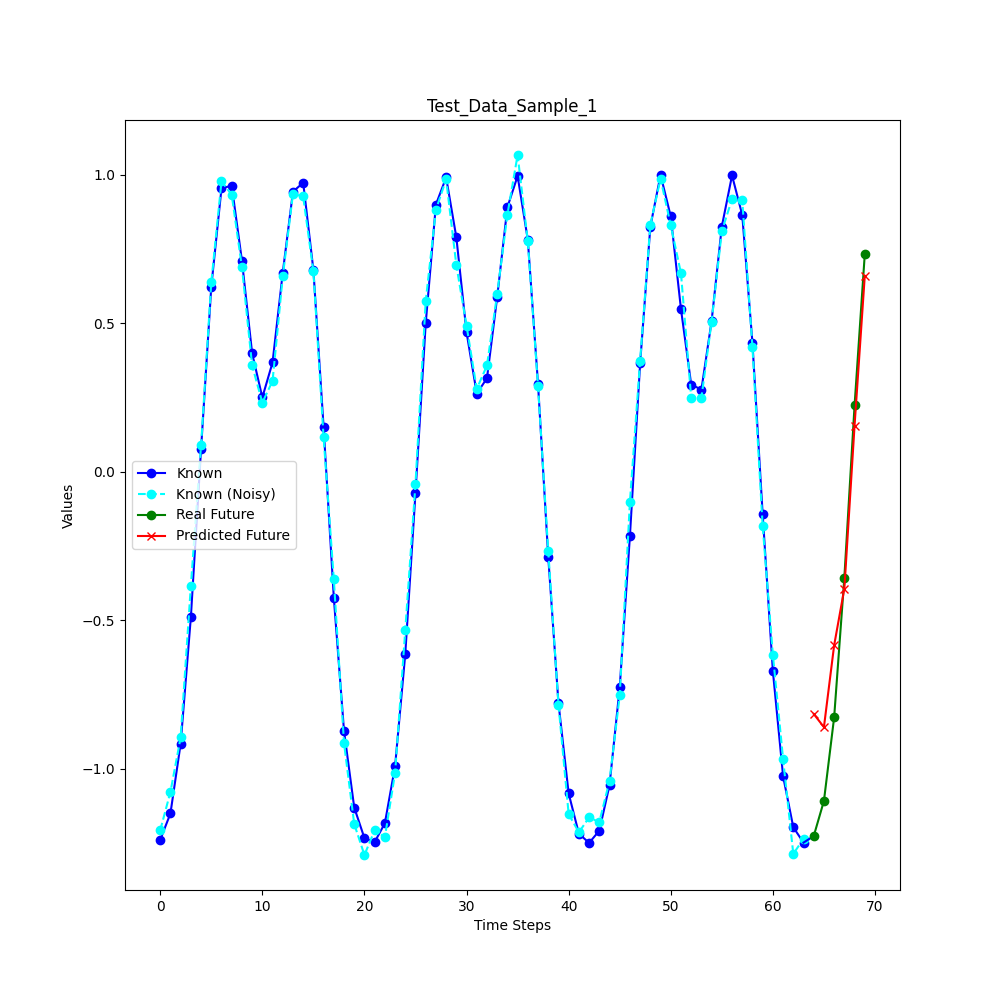 Test_Data_Sample_1
Values
1.0
0.5
0.0
−0.5
−1.0
Known
Known (Noisy)
Real Future
Predicted Future
0 10 20 30 40 50 60 70
Time Steps